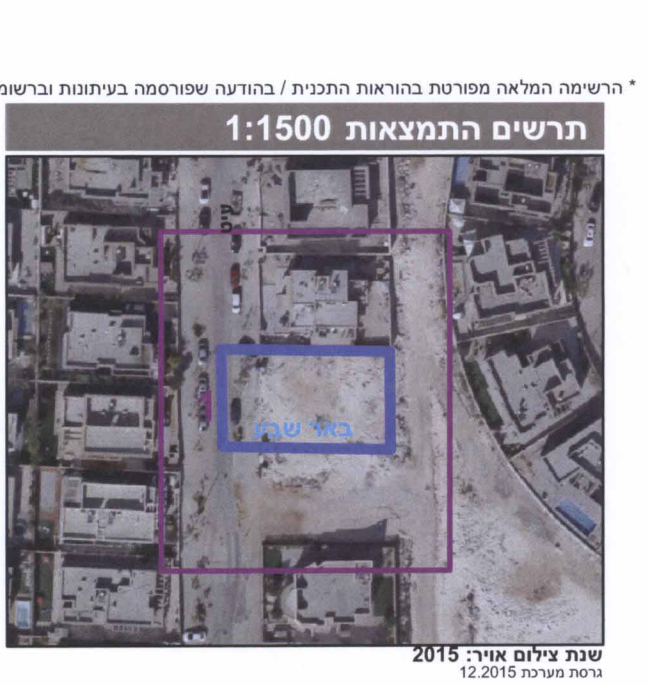 * הרשימה המלאה מפורטת בהוראות התכנית / בהודעה שפורסמה בעיתונות וברשומ
תרשים התמצאות 1:1500
באר שבע
שנת צילום אויר: 2015
גרסת מערכת 12.2015